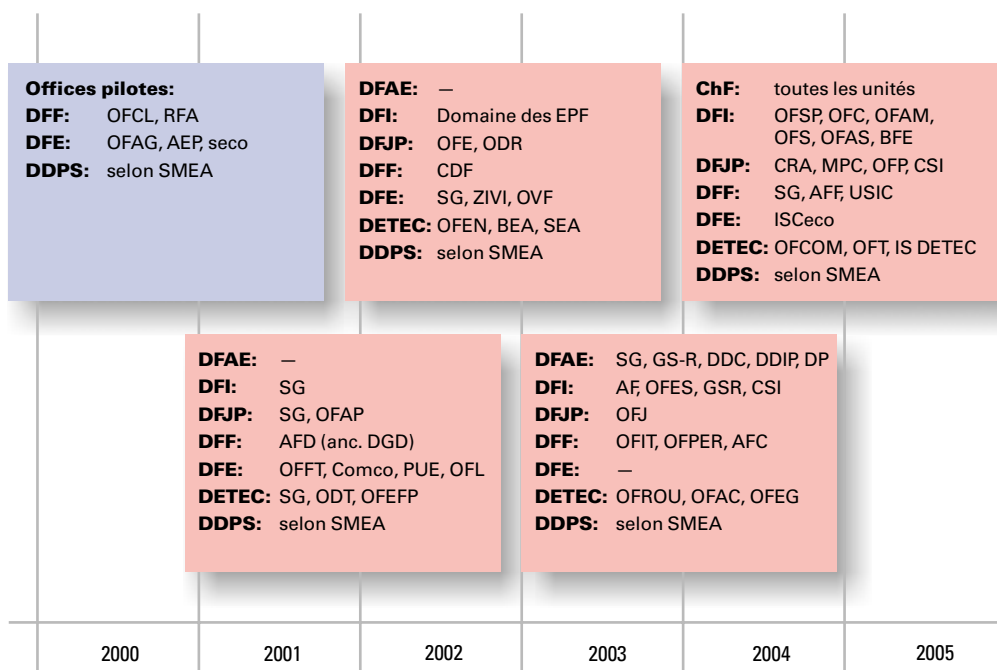 Offices pilotes:
DFF: OFCL, RFA
DFE: OFAG, AEP, seco
DDPS: selon SMEA
DFAE: —
DFI: Domaine des EPF
DFJP: OFE, ODR
DFF: CDF
DFE: SG, ZIVI, OVF
DETEC: OFEN, BEA, SEA
DDPS: selon SMEA
ChF: toutes les unités
DFI: OFSP, OFC, OFAM,
OFS, OFAS, BFE
DFJP: CRA, MPC, OFP, CSI
DFF: SG, AFF, USIC
DFE: ISCeco
DETEC: OFCOM, OFT, IS DETEC
DDPS: selon SMEA
DFAE: —
DFI: SG
DFJP: SG, OFAP
DFF: AFD (anc. DGD)
DFE: OFFT, Comco, PUE, OFL
DETEC: SG, ODT, OFEFP
DDPS: selon SMEA
DFAE: SG, GS-R, DDC, DDIP, DP
DFI: AF, OFES, GSR, CSI
DFJP: OFJ
DFF: OFIT, OFPER, AFC
DFE: —
DETEC: OFROU, OFAC, OFEG
DDPS: selon SMEA
2000 2001 2002 2003 2004 2005